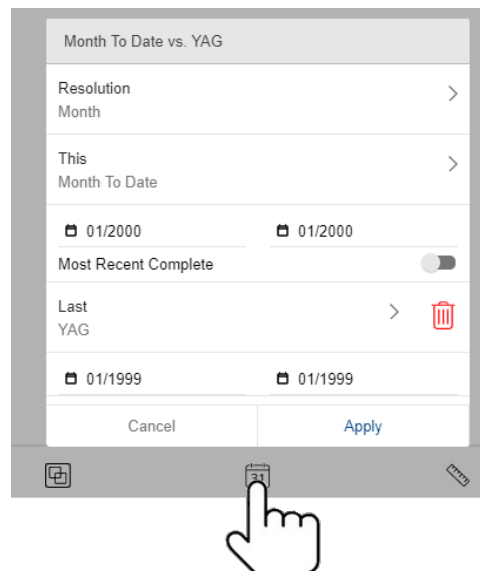 Month To Date vs. YAG
Resolution
Month
This
Month To Date
01/2000 01/2000
Most Recent Complete
Last
YAG
01/1999 01/1999
Cancel Apply
31